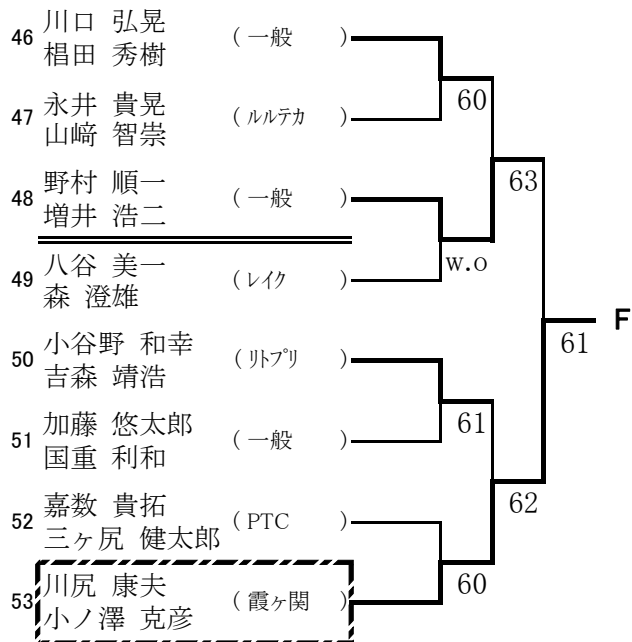 46 川口 弘晃 ( 一般 )
椙田 秀樹
60
47 永井 貴晃 ( ルルテカ )
山﨑 智崇
63
48 野村 順一 ( 一般 )
増井 浩二
w.o
49 八谷 美一 ( レイク )
森 澄雄
61 F
50 小谷野 和幸 ( リトプリ )
吉森 靖浩
61
51 加藤 悠太郎 ( 一般 )
国重 利和
62
52 嘉数 貴拓 ( PTC )
三ヶ尻 健太郎
60
53 川尻 康夫 ( 霞ヶ関 )
小ノ澤 克彦